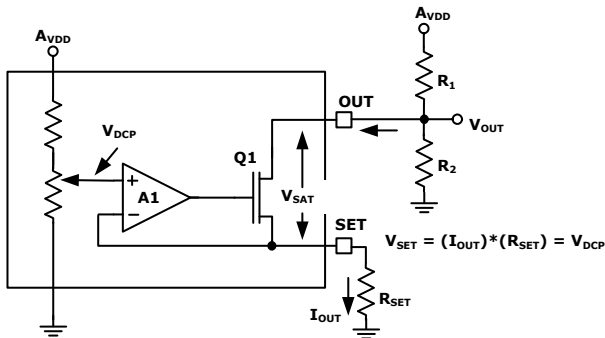 AVDD
AVDD
R1
OUT
VOUT
VDCP
Q1
R2
+
A1
VSAT
−
SET
VSET = (IOUT)*(RSET) = VDCP
RSET
IOUT